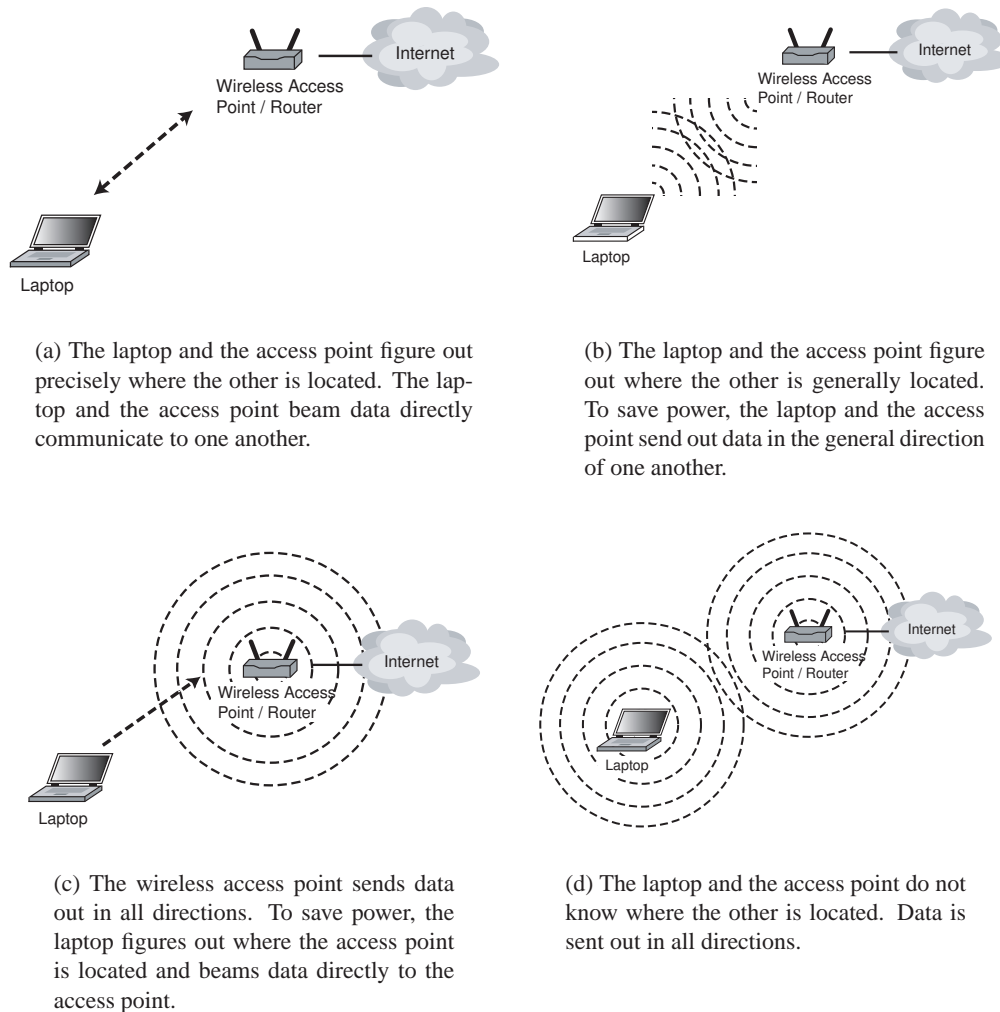 Internet
Wireless Access
Point / Router
Laptop
(a) The laptop and the access point figure out
precisely where the other is located. The lap-
top and the access point beam data directly
communicate to one another.
Internet
Wireless Access
Point / Router
Laptop
(b) The laptop and the access point figure
out where the other is generally located.
To save power, the laptop and the access
point send out data in the general direction
of one another.
Internet
Wireless Access
Point / Router
Laptop
(c) The wireless access point sends data
out in all directions. To save power, the
laptop figures out where the access point
is located and beams data directly to the
access point.
Internet
Wireless Access
Point / Router
Laptop
(d) The laptop and the access point do not
know where the other is located. Data is
sent out in all directions.